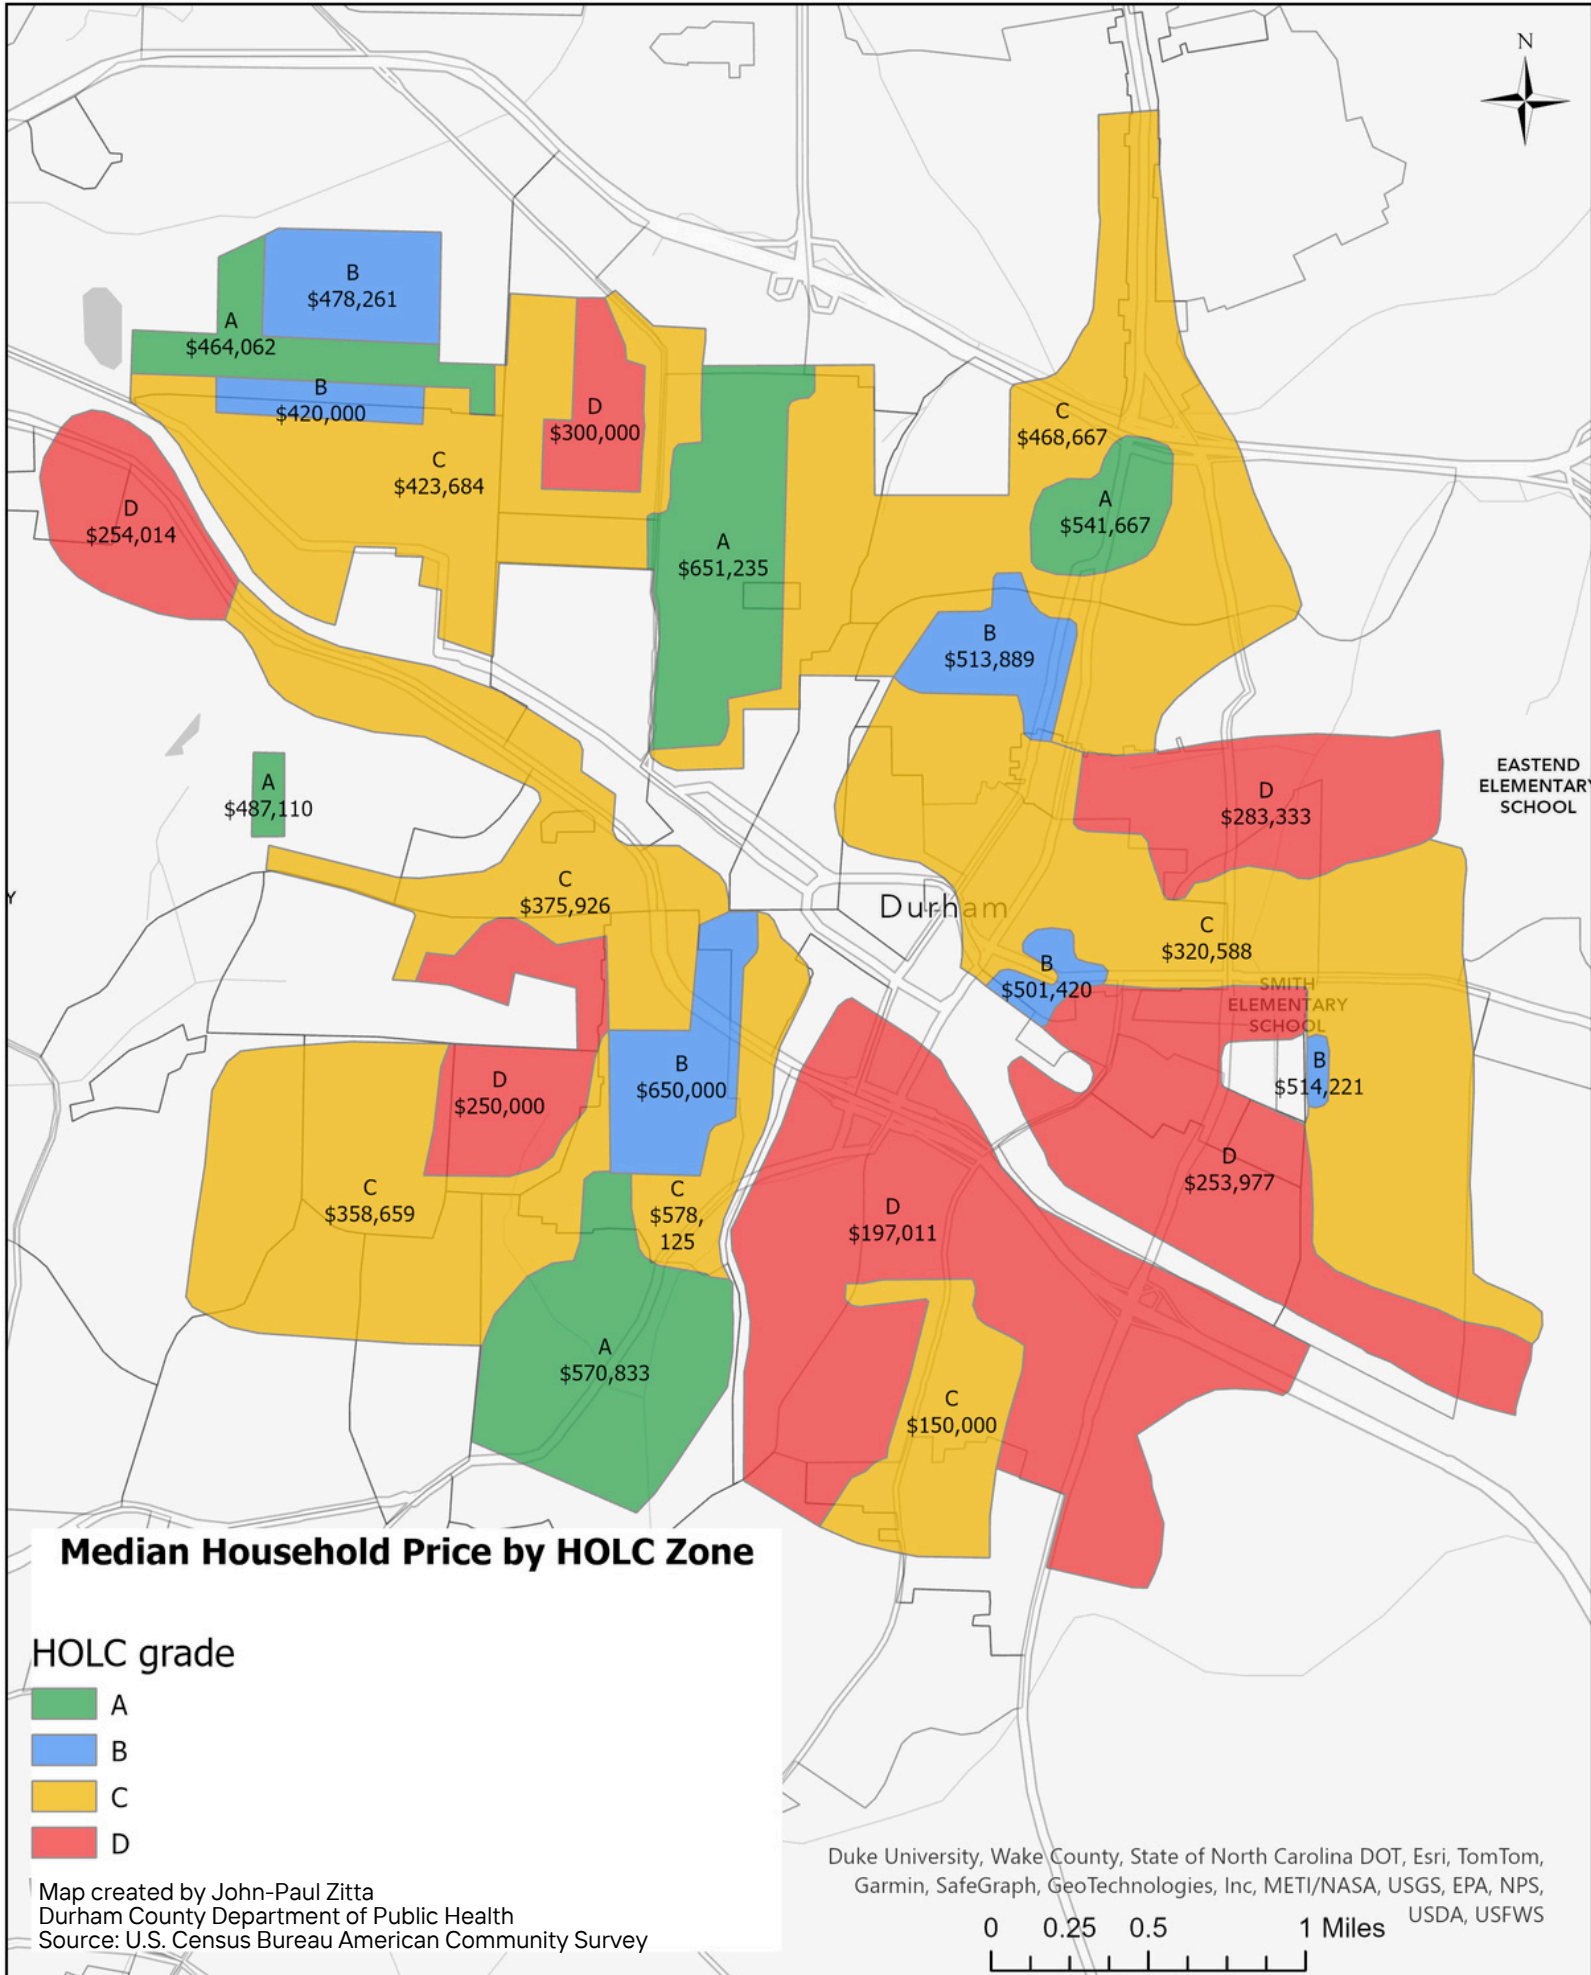 N
B
$478,261
A
$464,062
B
$420,000
D
$300,000
C
$468,667
C
$423,684
A
$541,667
D
$254,014
A
$651,235
B
$513,889
EASTEND
ELEMENTARY
SCHOOL
A
$487,110
D
$283,333
C
$375,926
Y
Durham
C
$320,588
B
$501,420
SMITH
ELEMENTARY
SCHOOL
B
$650,000
D
$250,000
B
$514,221
D
$253,977
C
$358,659
C
$578,
125
D
$197,011
A
$570,833
C
$150,000
Median Household Price by HOLC Zone
HOLC grade
A
B
C
D
Map created by John-Paul Zitta
Durham County Department of Public Health
Source: U.S. Census Bureau American Community Survey
Duke University, Wake County, State of North Carolina DOT, Esri, TomTom,
Garmin, SafeGraph, GeoTechnologies, Inc, METI/NASA, USGS, EPA, NPS,
USDA, USFWS
0 0.25 0.5 1 Miles